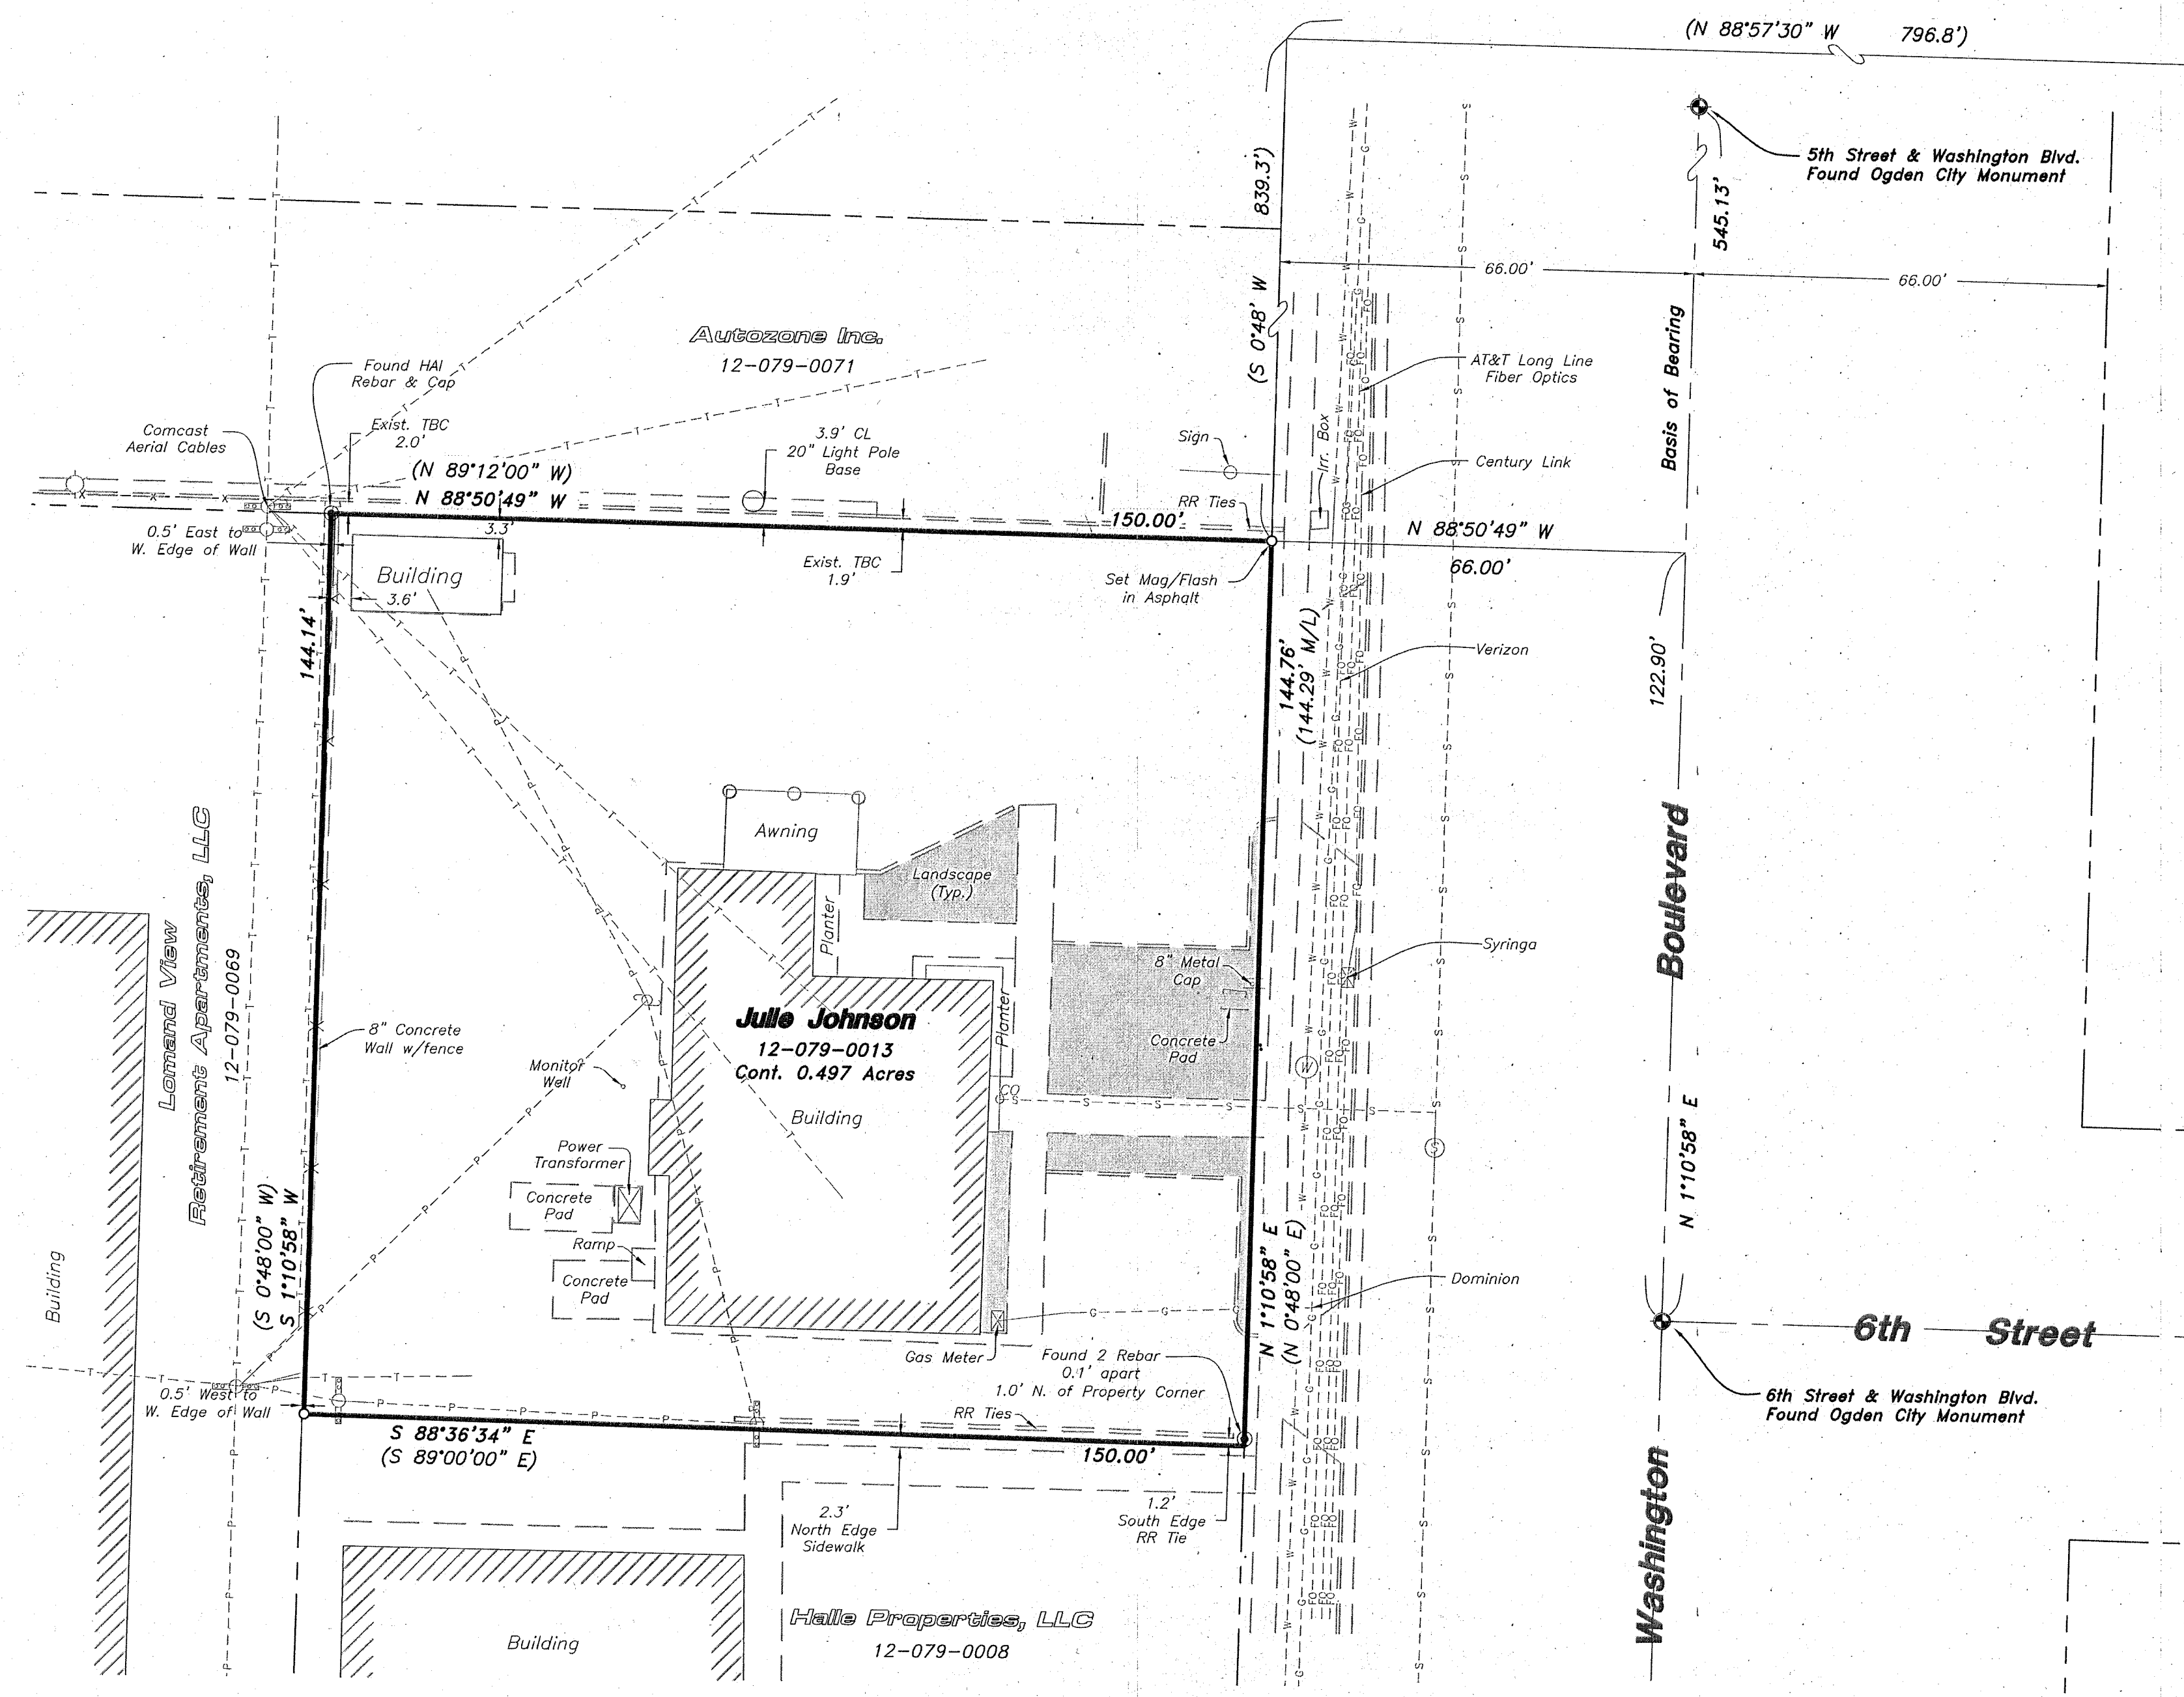 (N 88°57'30" W 796.8')
5th Street & Washington Blvd.
Found Ogden City Monument
839.3')
(S 0°48' W
545.13'
66.00'
66.00'
Basis of Bearing
Autozone Inc.
12-079-0071
Found HAI
Rebar & Cap
AT&T Long Line
Fiber Optics
Comcast
Aerial Cables
Exist. TBC
2.0'
(N 89°12'00" W)
N 88°50'49" W
3.9' CL
20" Light Pole
Base
Sign
Irr. Box
Century Link
RR Ties
150.00'
3.3'
0.5' East to
W. Edge of Wall
N 88°50'49" W
66.00'
Building
3.6'
Exist. TBC
1.9'
Set Mag/Flash
in Asphalt
144.14'
144.76'
(144.29' M/L)
Verizon
122.90'
Awning
Landscape
(Typ.)
Planter
Boulevard
Lomand View
Retirement Apartments, LLC
12-079-0069
8" Metal
Cap
Syringa
Planter
Julie Johnson
12-079-0013
Cont. 0.497 Acres
8" Concrete
Wall w/fence
Concrete
Pad
Monitor
Well
W
CO
Building
Power
Transformer
S
N 1°10'58" E
Concrete
Pad
(S 0°48'00" W)
S 1°10'58" W
Ramp
Concrete
Pad
N 1°10'58" E
(N 0°48'00" E)
Dominion
Building
6th Street
Gas Meter
Found 2 Rebar
0.1' apart
1.0' N. of Property Corner
0.5' West to
W. Edge of Wall
RR Ties
6th Street & Washington Blvd.
Found Ogden City Monument
S 88°36'34" E
(S 89°00'00" E)
150.00'
2.3'
North Edge
Sidewalk
1.2'
South Edge
RR Tie
Washington
Building
Halle Properties, LLC
12-079-0008